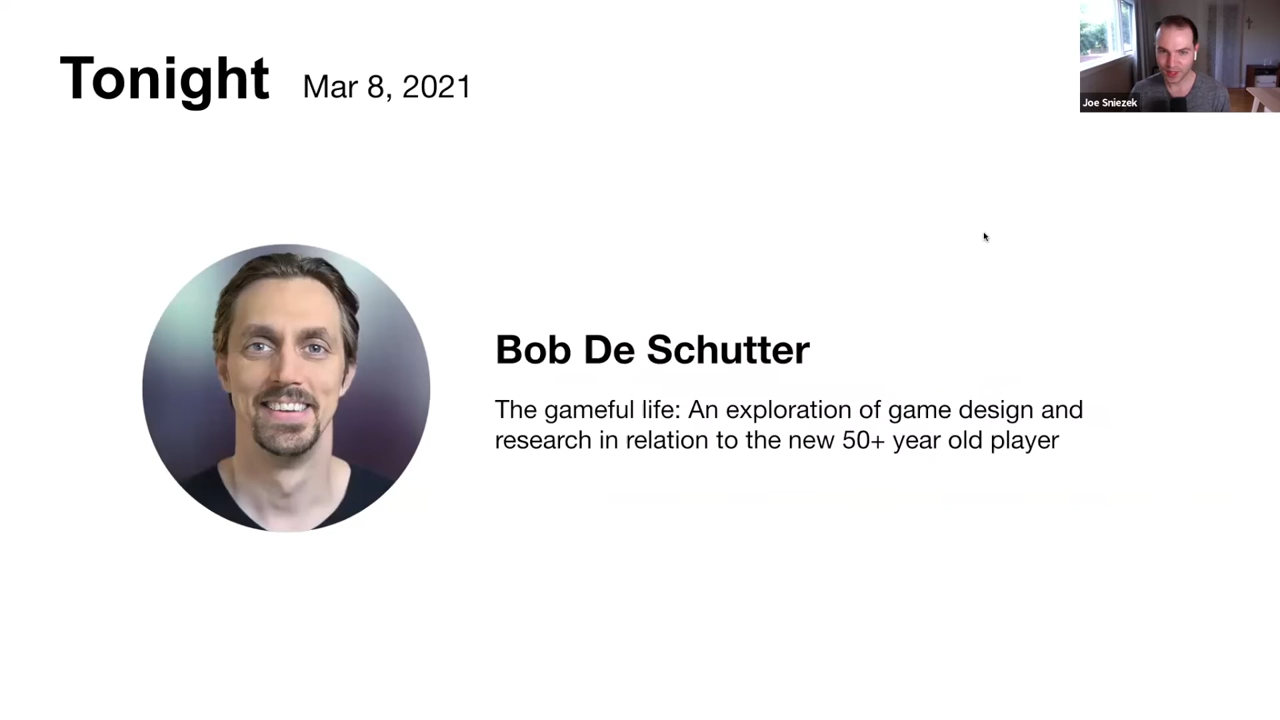 Tonight Mar 8, 2021
Joe Sniezek
Bob De Schutter
The gameful life: An exploration of game design and
research in relation to the new 50+ year old player